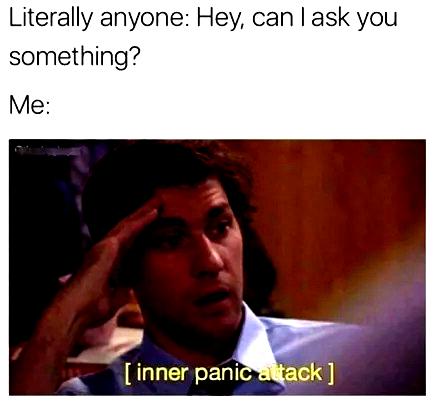 Literally anyone: Hey, can I ask you
something?
Me:
[ inner panic attack ]